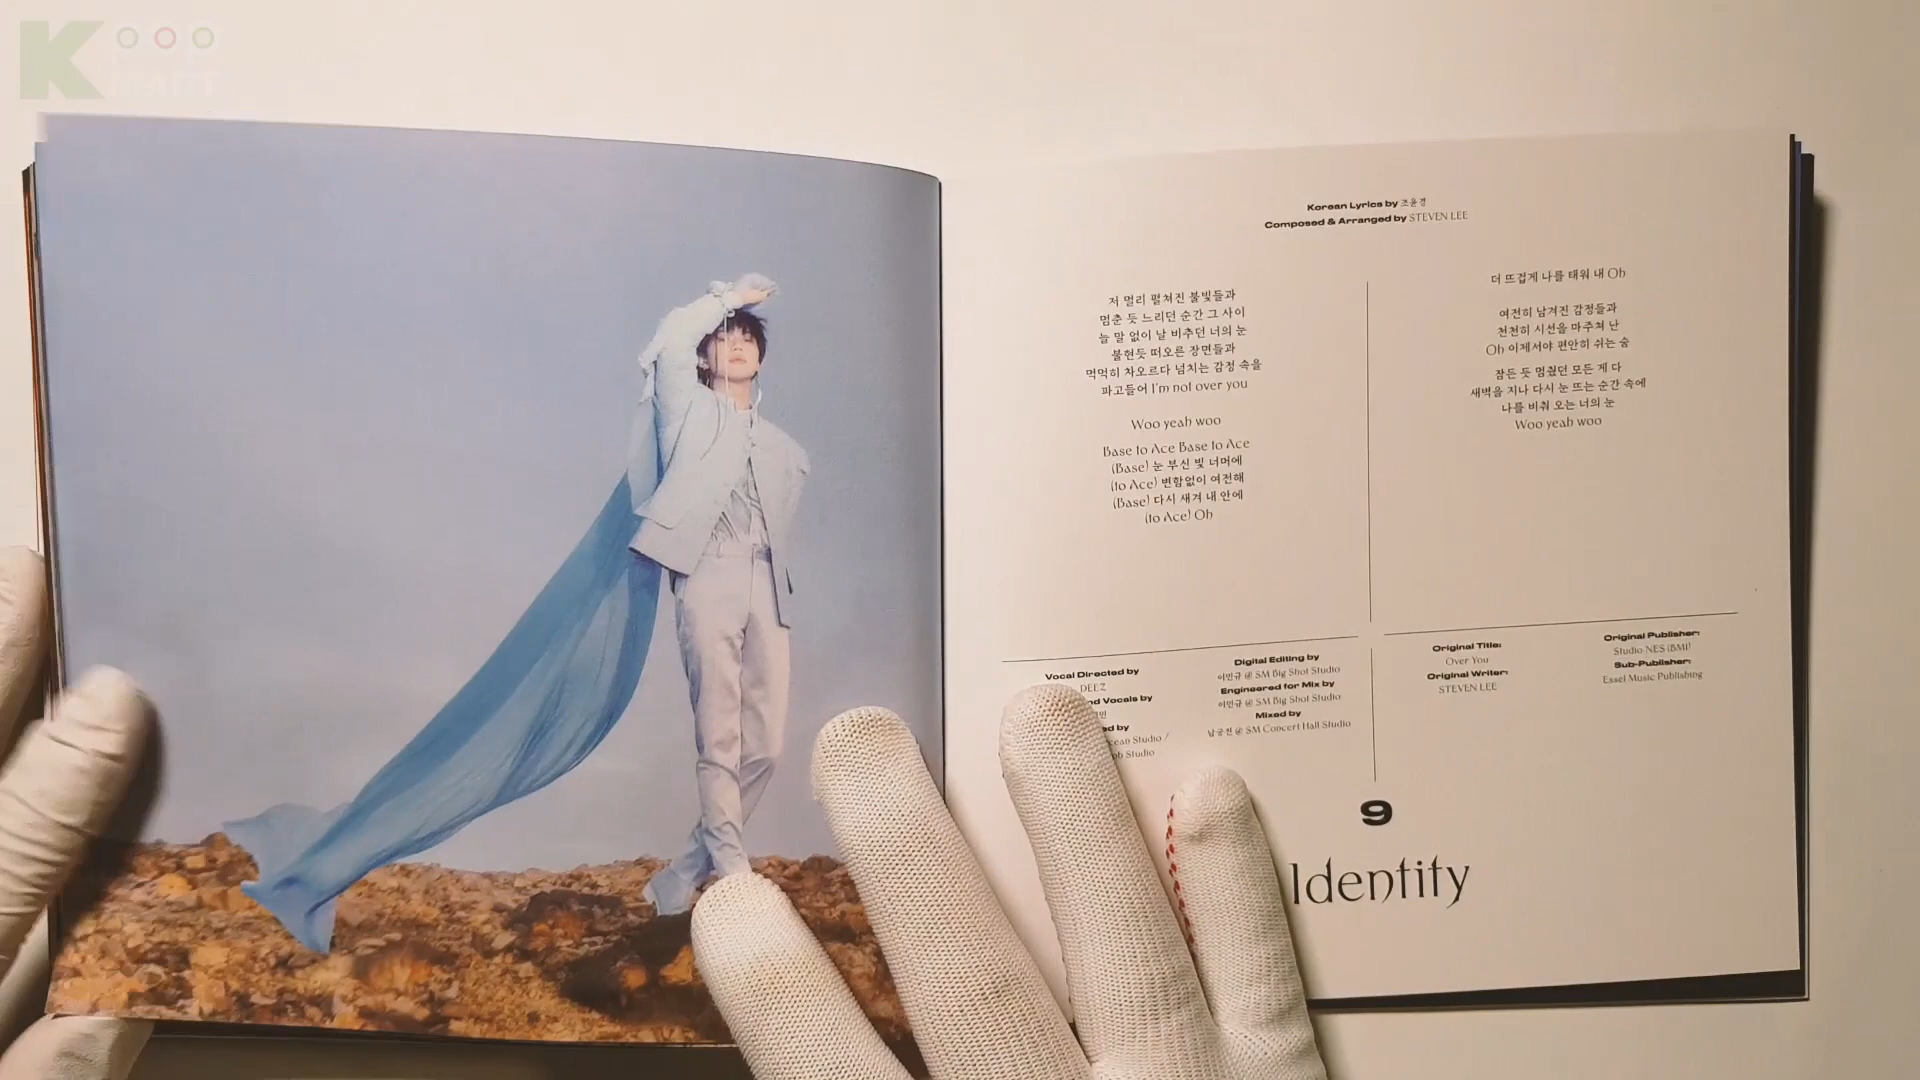 K POP
MART
Korean Lyrics by 조윤경
Composed & Arranged by STEVEN LEE
저 멀리 펼쳐진 불빛들과
멈춘 듯 느리던 순간 그 사이
늘 말 없이 날 비추던 너의 눈
불현듯 떠오른 장면들과
먹먹히 차오르다 넘치는 감정 속을
파고들어 I'm not over you
Woo yeah woo
Base to Ace Base to Ace
(Base) 눈 부신 빛 너머에
(to Ace) 변함없이 여전해
(Base) 다시 새겨 내 안에
(to Ace) Oh
더 뜨겁게 나를 태워 내 Oh
여전히 남겨진 감정들과
천천히 시선을 마주쳐 난
Oh 이제서야 편안히 쉬는 숨
잠든 듯 멈췄던 모든 게 다
새벽을 지나 다시 눈 뜨는 순간 속에
나를 비춰 오는 너의 눈
Woo yeah woo
Vocal Directed by
DEEZ
nd Vocals by
ed by
cean Studio /
Studio
Digital Editing by
이민규 @ SM Big Shot Studio
Engineered for Mix by
이민규 @ SM Big Shot Studio
Mixed by
남궁진 @ SM Concert Hall Studio
Original Title:
Over You
Original Writer:
STEVEN LEE
Original Publisher:
Studio NES (BMI)
Sub-Publisher:
Essel Music Publishing
9
Identity